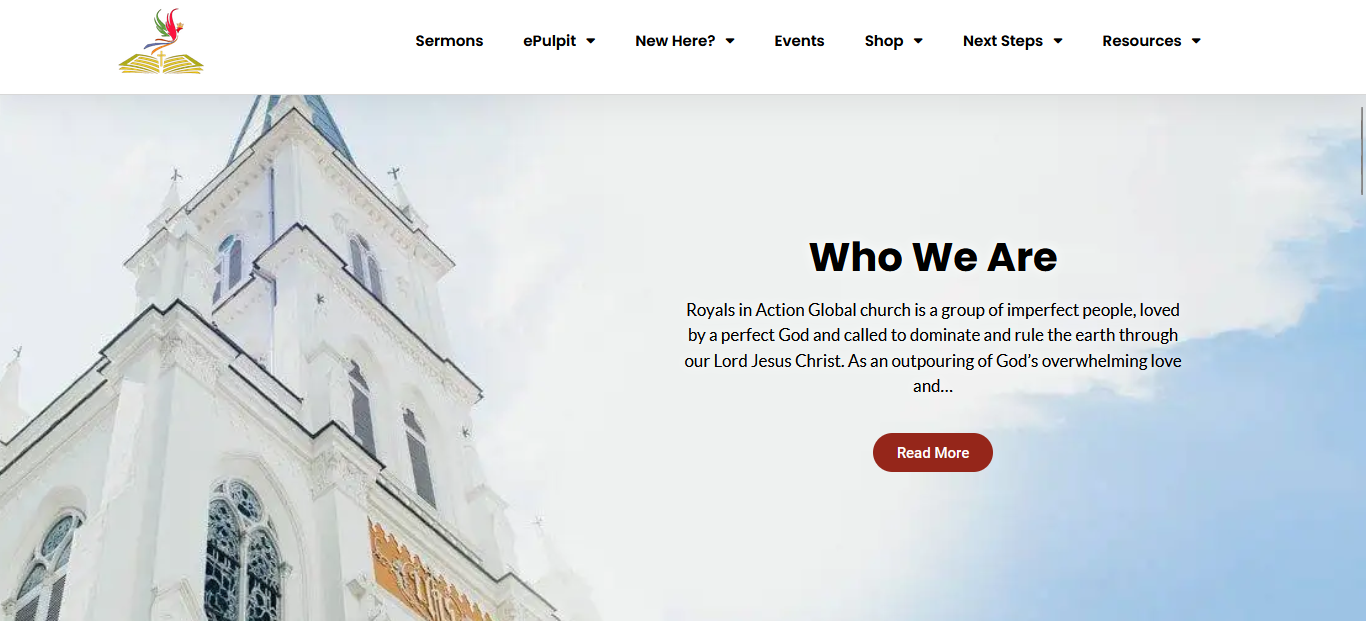 Sermons
ePulpit
New Here?
Events
Shop
Next Steps
Resources
Who We Are
Royals in Action Global church is a group of imperfect people, loved
by a perfect God and called to dominate and rule the earth through
our Lord Jesus Christ. As an outpouring of God’s overwhelming love
and...
Read More